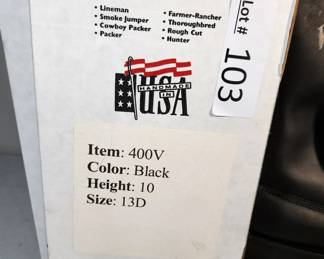 • Lineman
• Smoke Jumper
• Cowboy Packer
• Packer
• Farmer-Rancher
• Thoroughbred
• Rough Cut
• Hunter
HANDMADE
IN
USA
Lot # 103
Item: 400V
Color: Black
Height: 10
Size: 13D